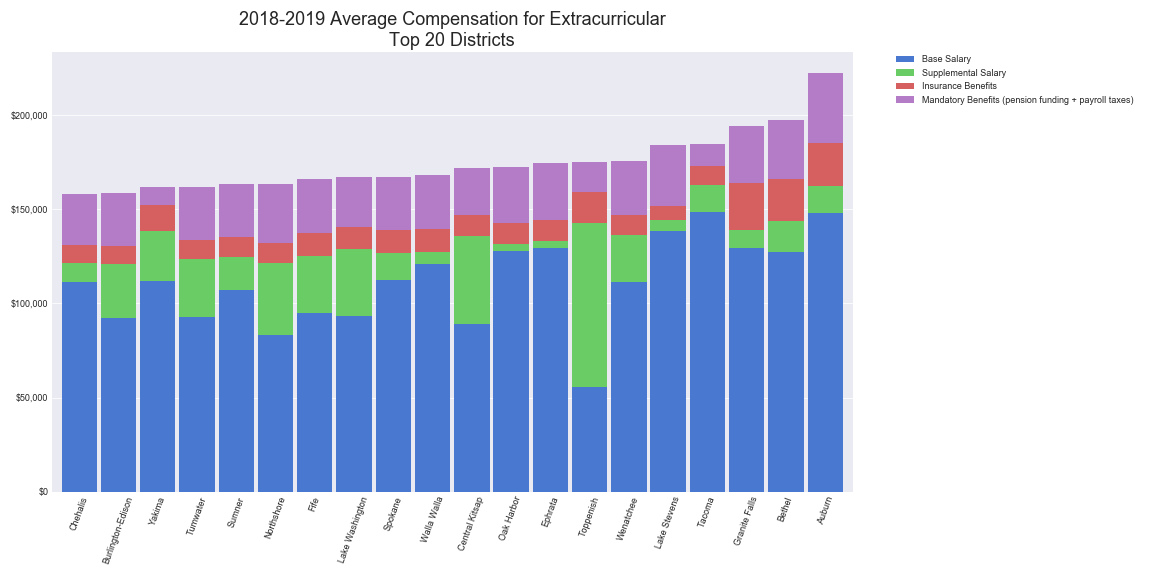 2018-2019 Average Compensation for Extracurricular
Top 20 Districts
Base Salary
Supplemental Salary
Insurance Benefits
Mandatory Benefits (pension funding + payroll taxes)
$200,000
$150,000
$100,000
$50,000
$0
Chehalis
Burlington-Edison
Yakima
Tumwater
Sumner
Northshore
Fife
Lake Washington
Spokane
Walla Walla
Central Kitsap
Oak Harbor
Ephrata
Toppenish
Wenatchee
Lake Stevens
Tacoma
Granite Falls
Bethel
Auburn